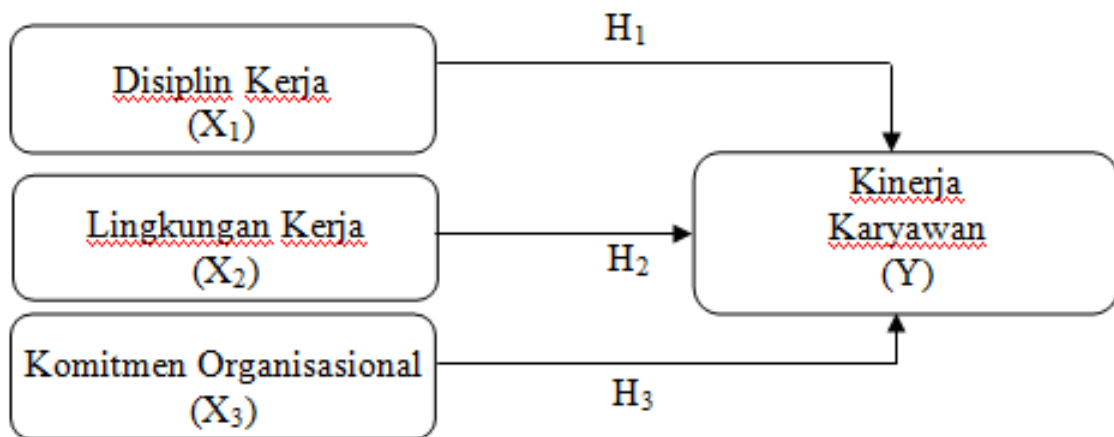 H₁
Disiplin Kerja
(X₁)
Lingkungan Kerja
(X₂)
H₂
Kinerja
Karyawan
(Y)
Komitmen Organisasional
(X₃)
H₃